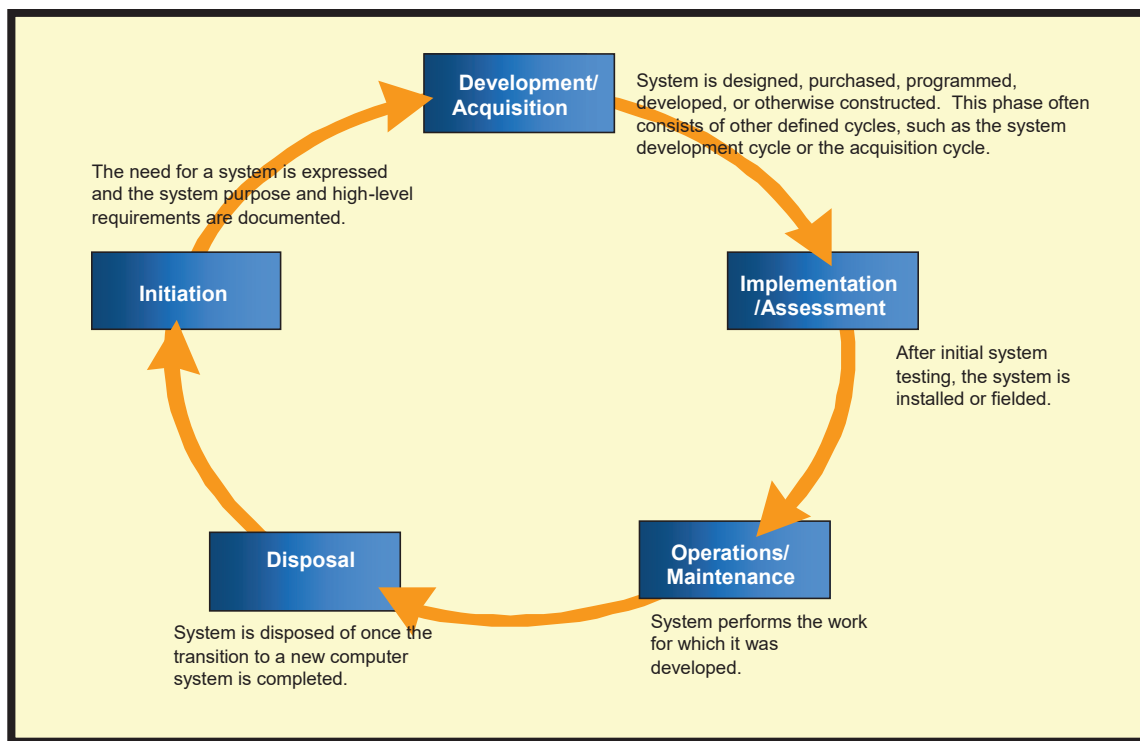 Development/
Acquisition
System is designed, purchased, programmed,
developed, or otherwise constructed.  This phase often
consists of other defined cycles, such as the system
development cycle or the acquisition cycle.
The need for a system is expressed
and the system purpose and high-level
requirements are documented.
Initiation
Implementation
/Assessment
After initial system
testing, the system is
installed or fielded.
Operations/
Maintenance
System performs the work
for which it was
developed.
Disposal
System is disposed of once the
transition to a new computer
system is completed.